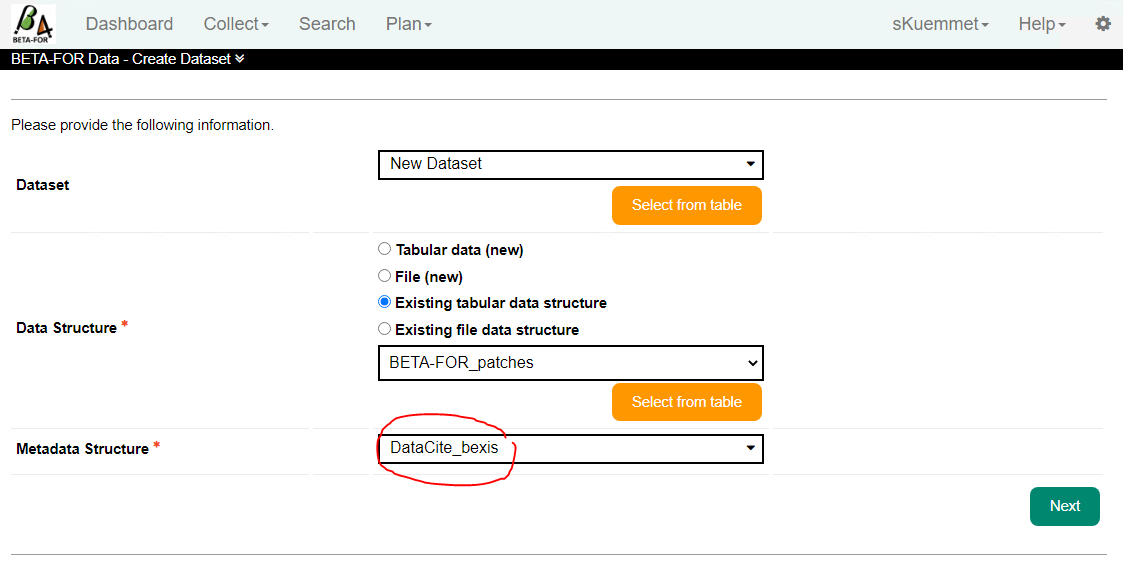 BETA-FOR
Dashboard Collect Search Plan sKuemmet Help
BETA-FOR Data - Create Dataset
Please provide the following information.
Dataset
New Dataset
Select from table
Data Structure *
Tabular data (new)
File (new)
Existing tabular data structure
Existing file data structure
BETA-FOR_patches
Select from table
Metadata Structure *
DataCite_bexis
Next